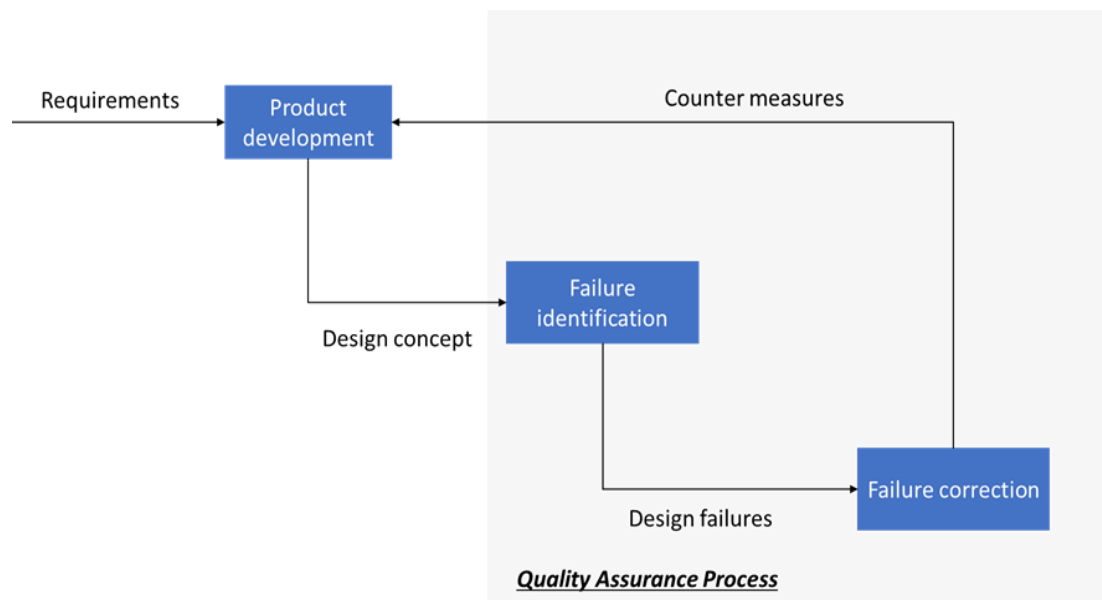 Requirements
Product
development
Counter measures
Failure
identification
Design concept
Failure correction
Design failures
Quality Assurance Process